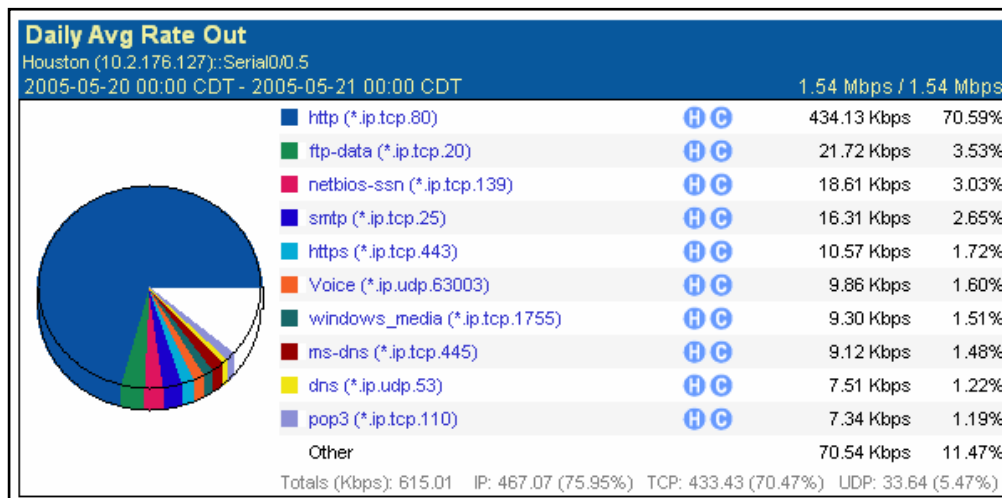 Daily Avg Rate Out
Houston (10.2.176.127)::Serial0/0.5
2005-05-20 00:00 CDT - 2005-05-21 00:00 CDT 1.54 Mbps / 1.54 Mbps
http (*.ip.tcp.80) H C 434.13 Kbps 70.59%
ftp-data (*.ip.tcp.20) H C 21.72 Kbps 3.53%
netbios-ssn (*.ip.tcp.139) H C 18.61 Kbps 3.03%
smtp (*.ip.tcp.25) H C 16.31 Kbps 2.65%
https (*.ip.tcp.443) H C 10.57 Kbps 1.72%
Voice (*.ip.udp.63003) H C 9.86 Kbps 1.60%
windows_media (*.ip.tcp.1755) H C 9.30 Kbps 1.51%
ms-dns (*.ip.tcp.445) H C 9.12 Kbps 1.48%
dns (*.ip.udp.53) H C 7.51 Kbps 1.22%
pop3 (*.ip.tcp.110) H C 7.34 Kbps 1.19%
Other 70.54 Kbps 11.47%
Totals (Kbps): 615.01 IP: 467.07 (75.95%) TCP: 433.43 (70.47%) UDP: 33.64 (5.47%)